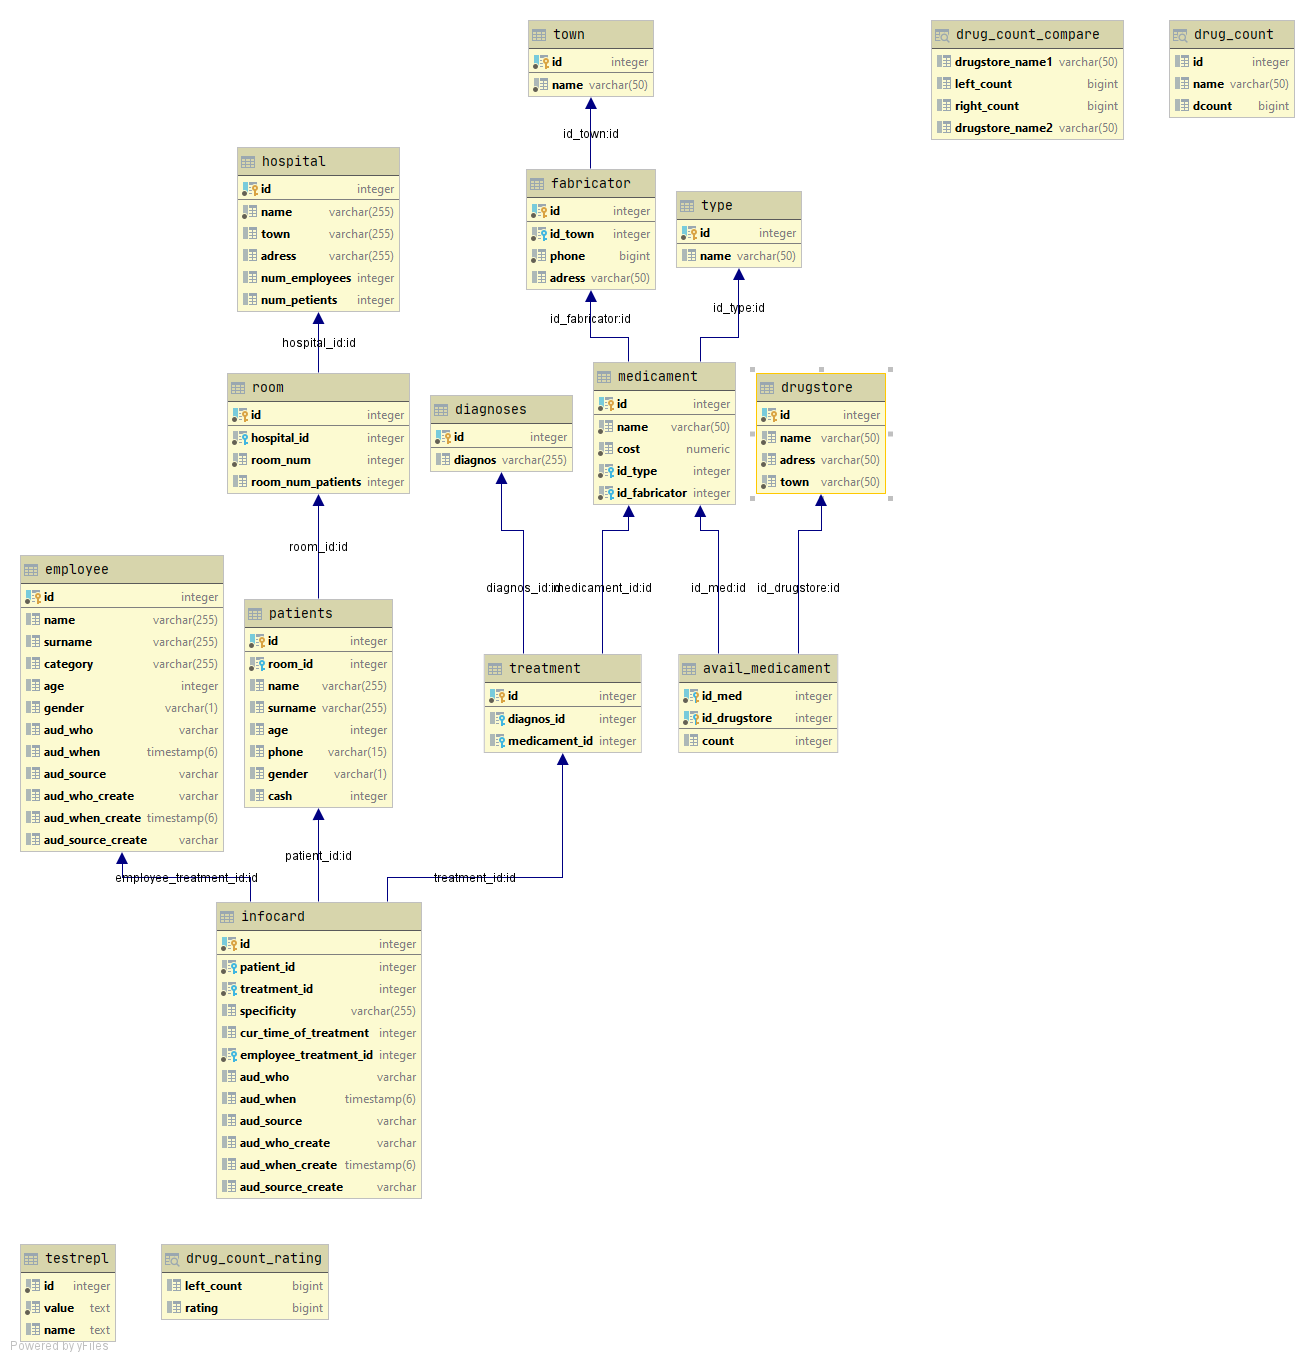 town
id integer
name varchar(50)
drug_count_compare
drugstore_name1 varchar(50)
left_count bigint
right_count bigint
drugstore_name2 varchar(50)
drug_count
id integer
name varchar(50)
dcount bigint
id_town:id
hospital
id integer
name varchar(255)
town varchar(255)
adress varchar(255)
num_employees integer
num_petients integer
fabricator
id integer
id_town integer
phone bigint
adress varchar(50)
type
id integer
name varchar(50)
hospital_id:id
id_fabricator:id
id_type:id
room
id integer
hospital_id integer
room_num integer
room_num_patients integer
diagnoses
id integer
diagnos varchar(255)
medicament
id integer
name varchar(50)
cost numeric
id_type integer
id_fabricator integer
drugstore
id integer
name varchar(50)
adress varchar(50)
town varchar(50)
room_id:id
diagnos_id:id
medicament_id:id
id_med:id
id_drugstore:id
employee
id integer
name varchar(255)
surname varchar(255)
category varchar(255)
age integer
gender varchar(1)
aud_who varchar
aud_when timestamp(6)
aud_source varchar
aud_who_create varchar
aud_when_create timestamp(6)
aud_source_create varchar
patients
id integer
room_id integer
name varchar(255)
surname varchar(255)
age integer
phone varchar(15)
gender varchar(1)
cash integer
treatment
id integer
diagnos_id integer
medicament_id integer
avail_medicament
id_med integer
id_drugstore integer
count integer
employee_treatment_id:id
patient_id:id
treatment_id:id
infocard
id integer
patient_id integer
treatment_id integer
specificity varchar(255)
cur_time_of_treatment integer
employee_treatment_id integer
aud_who varchar
aud_when timestamp(6)
aud_source varchar
aud_who_create varchar
aud_when_create timestamp(6)
aud_source_create varchar
testrepl
id integer
value text
name text
drug_count_rating
left_count bigint
rating bigint
Powered by yFiles